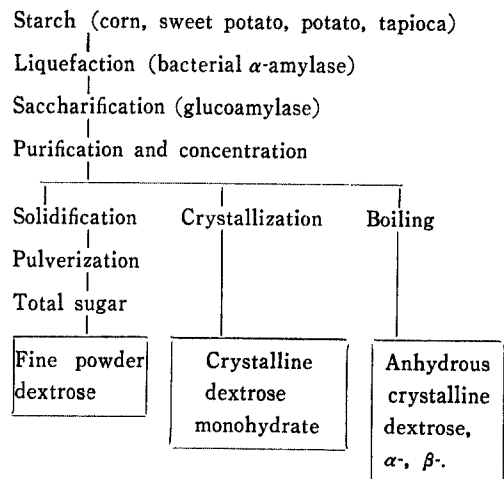 Starch (corn, sweet potato, potato, tapioca)
Liquefaction (bacterial α-amylase)
Saccharification (glucoamylase)
Purification and concentration
Solidification Crystallization Boiling
Pulverization
Total sugar
Fine powder
dextrose
Crystalline
dextrose
monohydrate
Anhydrous
crystalline
dextrose,
α-, β-.